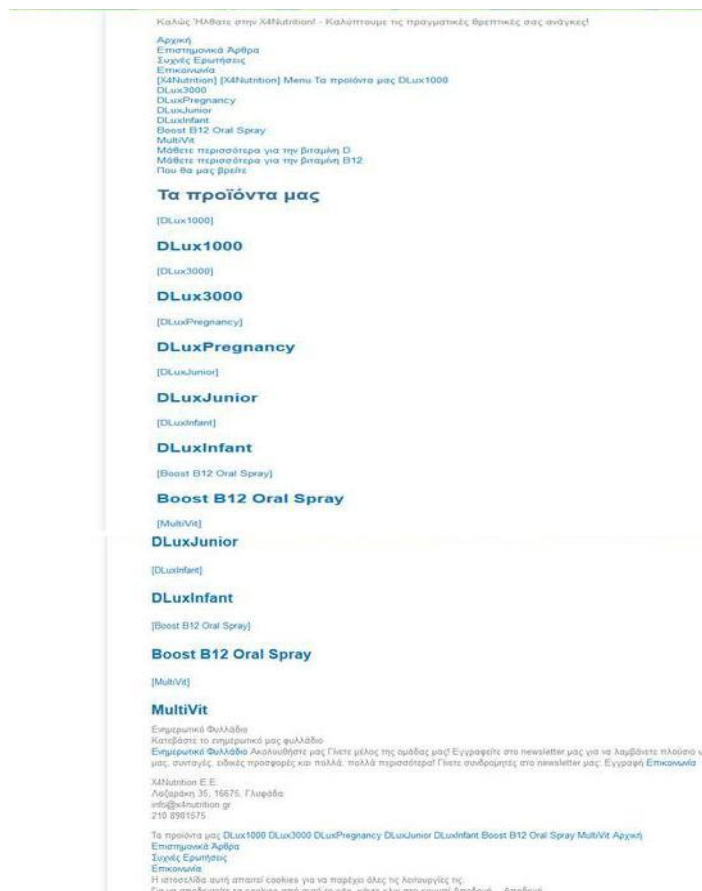 Καλώς Ήλθατε στην X4Nutrition! - Καλύπτουμε τις πραγματικές θρεπτικές σας ανάγκες!
Αρχική
Επιστημονικά Άρθρα
Συχνές Ερωτήσεις
Επικοινωνία
[X4Nutrition] [X4Nutrition] Menu Τα προϊόντα μας DLux1000
DLux3000
DLuxPregnancy
DLuxJunior
DLuxInfant
Boost B12 Oral Spray
MultiVit
Μάθετε περισσότερα για την βιταμίνη D
Μάθετε περισσότερα για την βιταμίνη B12
Που θα μας βρείτε
Τα προϊόντα μας
[DLux1000]
DLux1000
[DLux3000]
DLux3000
[DLuxPregnancy]
DLuxPregnancy
[DLuxJunior]
DLuxJunior
[DLuxInfant]
DLuxInfant
[Boost B12 Oral Spray]
Boost B12 Oral Spray
[MultiVit]
DLuxJunior
[DLuxInfant]
DLuxInfant
[Boost B12 Oral Spray]
Boost B12 Oral Spray
[MultiVit]
MultiVit
Ενημερωτικό Φυλλάδιο
Κατεβάστε το ενημερωτικό μας φυλλάδιο
Ενημερωτικό Φυλλάδιο Ακολουθήστε μας Γίνετε μέλος της ομάδας μας! Εγγραφείτε στο newsletter μας για να λαμβάνετε πλούσιο
μας, συνταγές, ειδικές προσφορές και πολλά, πολλά περισσότερα! Γίνετε συνδρομητές στο newsletter μας: Εγγραφή Επικοινωνία
X4Nutrition Ε.Ε.
Λαζαράκη 35, 16675, Γλυφάδα
info@x4nutrition.gr
210 8981575
Τα προϊόντα μας DLux1000 DLux3000 DLuxPregnancy DLuxJunior DLuxInfant Boost B12 Oral Spray MultiVit Αρχική
Επιστημονικά Άρθρα
Συχνές Ερωτήσεις
Επικοινωνία
Η ιστοσελίδα αυτή απαιτεί cookies για να παρέχει όλες τις λειτουργίες της.